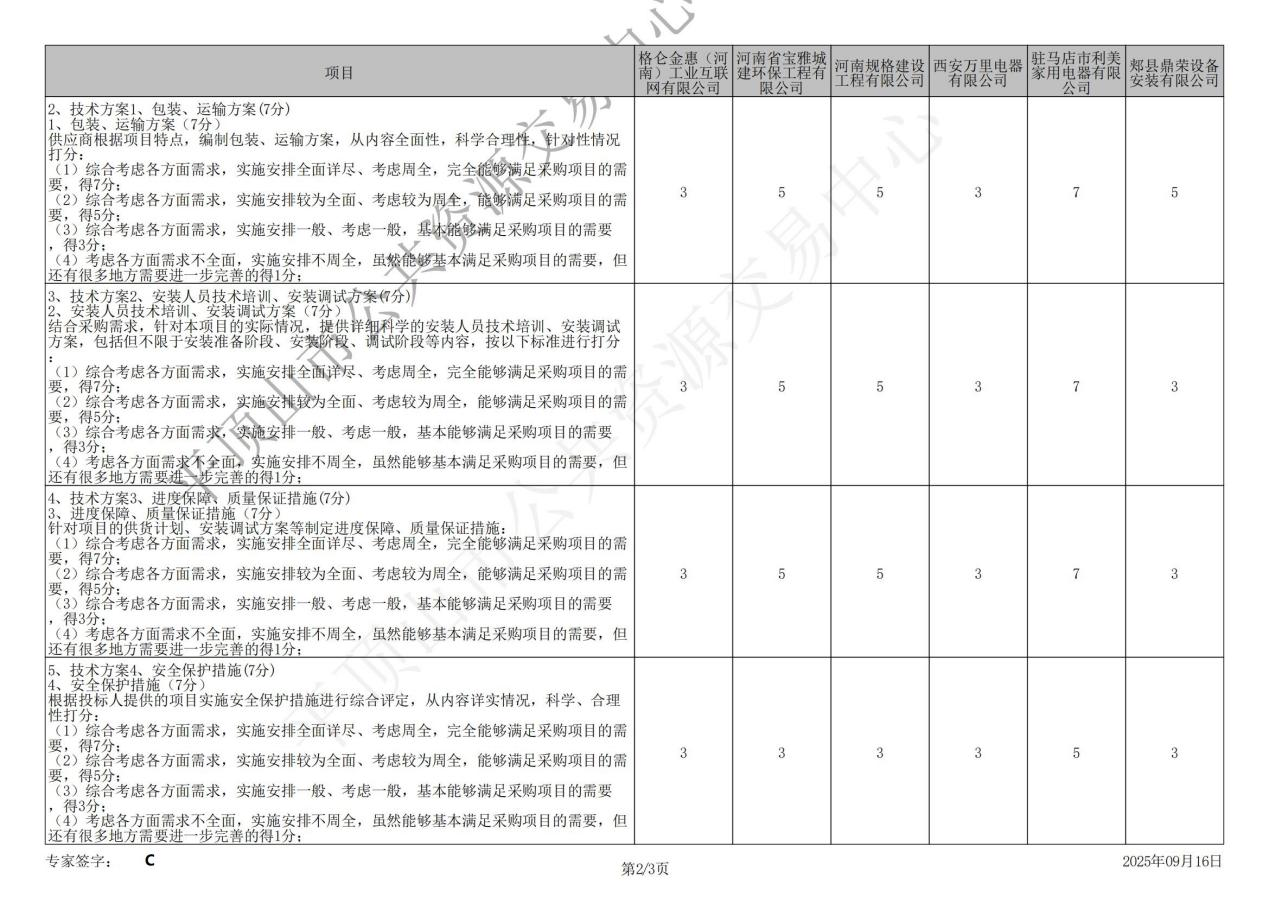 项目
格仑金惠（河
南）工业互联
网有限公司
河南省宝雅城
建环保工程有
限公司
河南规格建设
工程有限公司
西安万里电器
有限公司
驻马店市利美
家用电器有限
公司
郏县鼎荣设备
安装有限公司
2、技术方案1、包装、运输方案(7分)
1、包装、运输方案（7分）
供应商根据项目特点，编制包装、运输方案，从内容全面性，科学合理性，针对性情况
打分：
（1）综合考虑各方面需求，实施安排全面详尽、考虑周全，完全能够满足采购项目的需
要，得7分；
（2）综合考虑各方面需求，实施安排较为全面、考虑较为周全，能够满足采购项目的需
要，得5分；
（3）综合考虑各方面需求，实施安排一般、考虑一般，基本能够满足采购项目的需要
，得3分；
（4）考虑各方面需求不全面，实施安排不周全，虽然能够基本满足采购项目的需要，但
还有很多地方需要进一步完善的得1分；
3 5 5 3 7 5
3、技术方案2、安装人员技术培训、安装调试方案(7分)
2、安装人员技术培训、安装调试方案（7分）
结合采购需求，针对本项目的实际情况，提供详细科学的安装人员技术培训、安装调试
方案，包括但不限于安装准备阶段、安装阶段、调试阶段等内容，按以下标准进行打分
：
（1）综合考虑各方面需求，实施安排全面详尽、考虑周全，完全能够满足采购项目的需
要，得7分；
（2）综合考虑各方面需求，实施安排较为全面、考虑较为周全，能够满足采购项目的需
要，得5分；
（3）综合考虑各方面需求，实施安排一般、考虑一般，基本能够满足采购项目的需要
，得3分；
（4）考虑各方面需求不全面，实施安排不周全，虽然能够基本满足采购项目的需要，但
还有很多地方需要进一步完善的得1分；
3 5 5 3 7 3
4、技术方案3、进度保障、质量保证措施(7分)
3、进度保障、质量保证措施（7分）
针对项目的供货计划、安装调试方案等制定进度保障、质量保证措施：
（1）综合考虑各方面需求，实施安排全面详尽、考虑周全，完全能够满足采购项目的需
要，得7分；
（2）综合考虑各方面需求，实施安排较为全面、考虑较为周全，能够满足采购项目的需
要，得5分；
（3）综合考虑各方面需求，实施安排一般、考虑一般，基本能够满足采购项目的需要
，得3分；
（4）考虑各方面需求不全面，实施安排不周全，虽然能够基本满足采购项目的需要，但
还有很多地方需要进一步完善的得1分；
3 5 5 3 7 3
5、技术方案4、安全保护措施(7分)
4、安全保护措施（7分）
根据投标人提供的项目实施安全保护措施进行综合评定，从内容详实情况，科学、合理
性打分：
（1）综合考虑各方面需求，实施安排全面详尽、考虑周全，完全能够满足采购项目的需
要，得7分；
（2）综合考虑各方面需求，实施安排较为全面、考虑较为周全，能够满足采购项目的需
要，得5分；
（3）综合考虑各方面需求，实施安排一般、考虑一般，基本能够满足采购项目的需要
，得3分；
（4）考虑各方面需求不全面，实施安排不周全，虽然能够基本满足采购项目的需要，但
还有很多地方需要进一步完善的得1分；
3 3 3 3 5 3
专家签字： C
第2/3页
2025年09月16日
平顶山市公共资源交易中心
平顶山市公共资源交易中心